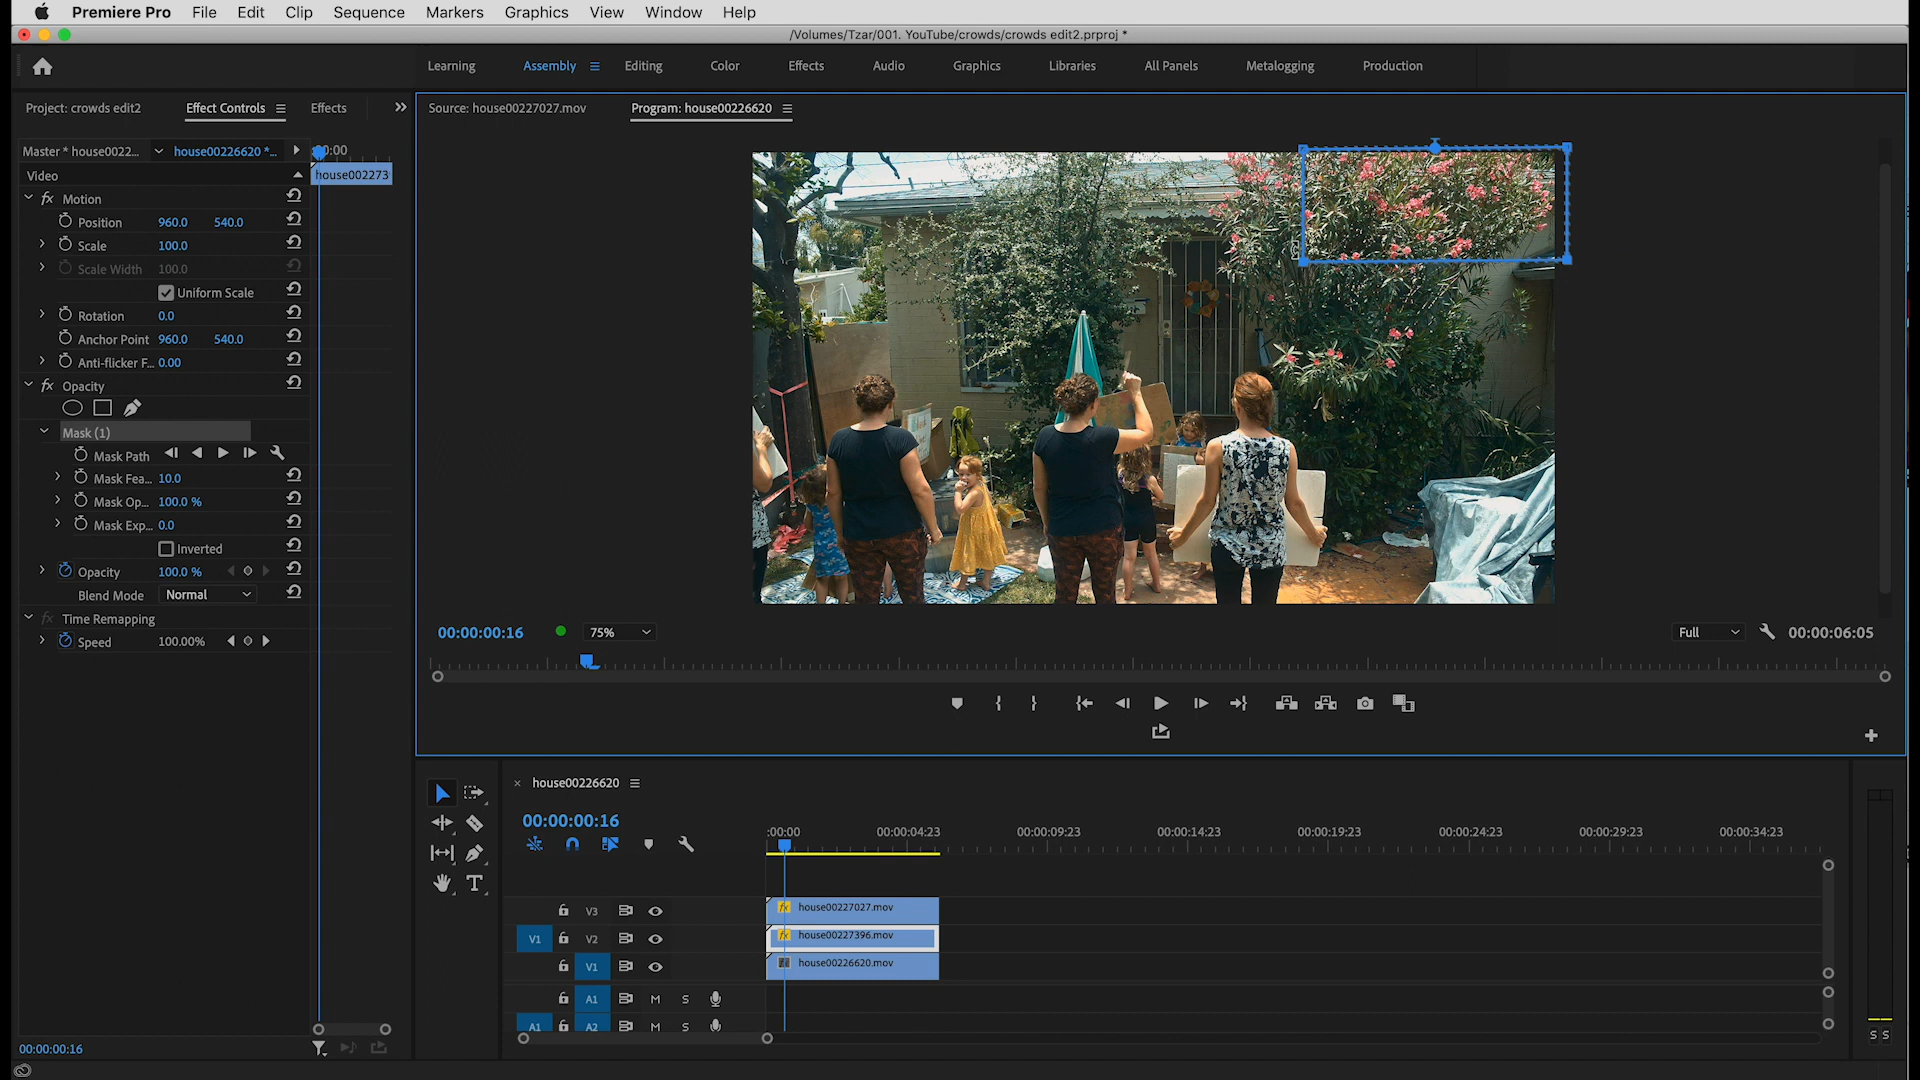 Premiere Pro File Edit Clip Sequence Markers Graphics View Window Help
/Volumes/Tzar/001. YouTube/crowds/crowds edit2.prproj *
Learning Assembly Editing Color Effects Audio Graphics Libraries All Panels Metalogging Production
Project: crowds edit2 Effect Controls Effects
Source: house00227027.mov Program: house00226620
Master * house0022... house00226620 *... :00:00
Video house002273
fx Motion
Position 960.0 540.0
Scale 100.0
Scale Width 100.0
Uniform Scale
Rotation 0.0
Anchor Point 960.0 540.0
Anti-flicker F... 0.00
fx Opacity
Mask (1)
Mask Path
Mask Fea... 10.0
Mask Op... 100.0 %
Mask Exp... 0.0
Inverted
Opacity 100.0 %
Blend Mode Normal
fx Time Remapping
Speed 100.00%
00:00:00:16
00:00:00:16 75% Full 00:00:06:05
house00226620
00:00:00:16
:00:00 00:00:04:23 00:00:09:23 00:00:14:23 00:00:19:23 00:00:24:23 00:00:29:23 00:00:34:23
V3 fx house00227027.mov
V1 V2 fx house00227396.mov
V1 fx house00226620.mov
A1 M S
A1 A2 M S
S S
T